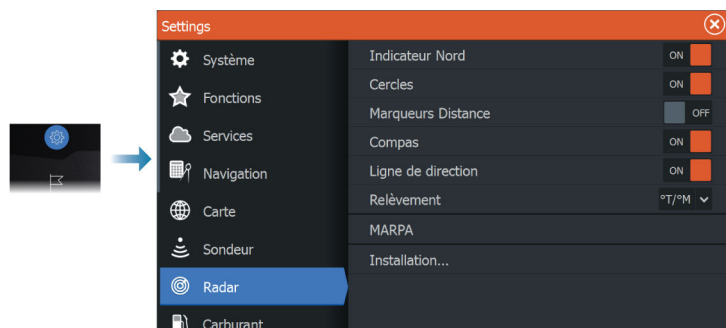 Settings
Système
Fonctions
Services
Navigation
Carte
Sondeur
Radar
Carburant
Indicateur Nord ON
Cercles ON
Marqueurs Distance OFF
Compas ON
Ligne de direction ON
Relèvement °T/°M
MARPA
Installation...